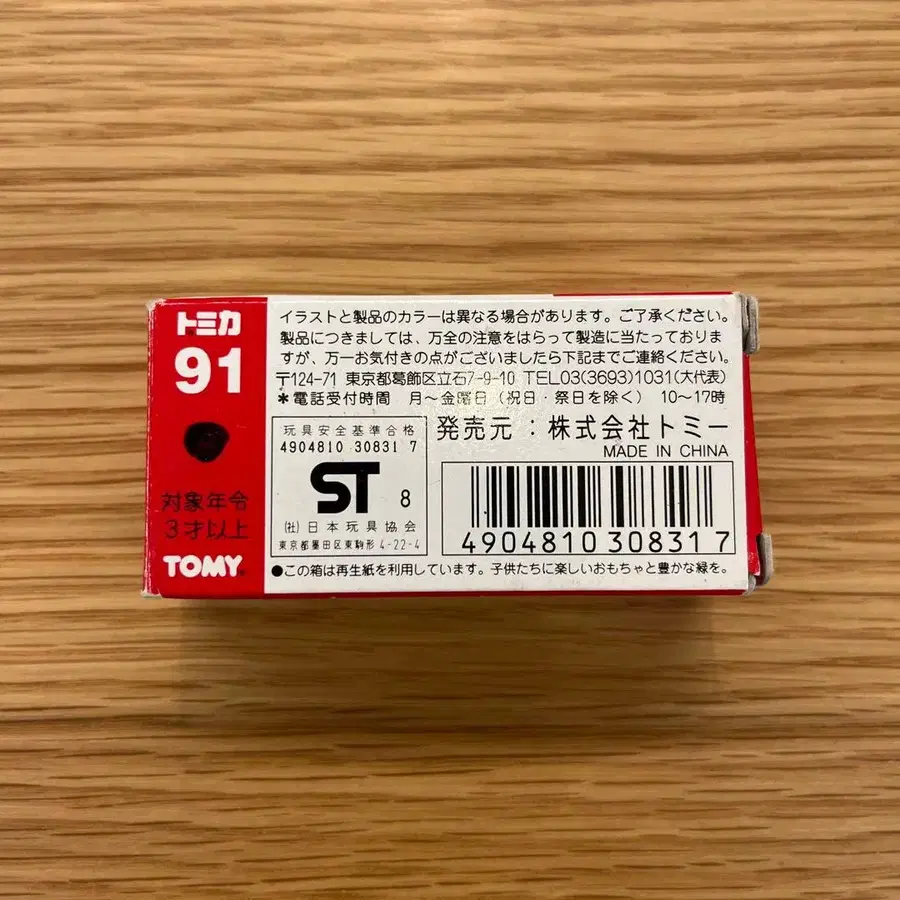 トミカ
91
対象年令
3才以上
TOMY
イラストと製品のカラーは異なる場合があります。ご了承ください。
製品につきましては、万全の注意をはらって製造に当たっておりま
すが、万一お気付きの点がございましたら下記までご連絡ください。
〒124-71 東京都葛飾区立石7-9-10 TEL03(3693)1031(大代表)
＊電話受付時間 月〜金曜日(祝日・祭日を除く) 10〜17時
玩具安全基準合格
4904810 30831 7
ST 8
(社)日本玩具協会
東京都墨田区東駒形4-22-4
発売元：株式会社トミー
MADE IN CHINA
4904810308317
●この箱は再生紙を利用しています。子供たちに楽しいおもちゃと豊かな緑を。